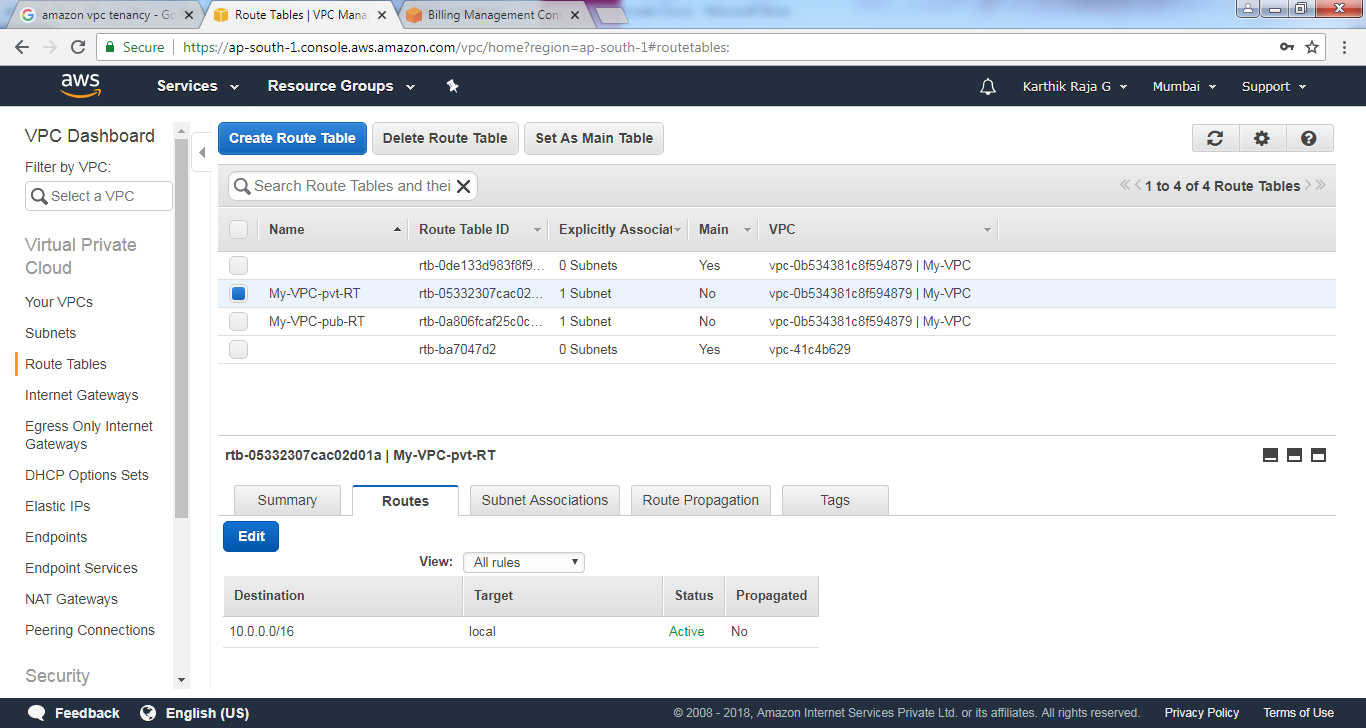 amazon vpc tenancy - Go
Route Tables | VPC Mana
Billing Management Con
Secure
https://ap-south-1.console.aws.amazon.com/vpc/home?region=ap-south-1#routetables:
aws
Services
Resource Groups
Karthik Raja G
Mumbai
Support
VPC Dashboard
Filter by VPC:
Select a VPC
Virtual Private
Cloud
Your VPCs
Subnets
Route Tables
Internet Gateways
Egress Only Internet
Gateways
DHCP Options Sets
Elastic IPs
Endpoints
Endpoint Services
NAT Gateways
Peering Connections
Security
Create Route Table
Delete Route Table
Set As Main Table
Search Route Tables and thei
1 to 4 of 4 Route Tables
Name Route Table ID Explicitly Associat Main VPC
rtb-0de133d983f8f9... 0 Subnets Yes vpc-0b534381c8f594879 | My-VPC
My-VPC-pvt-RT rtb-05332307cac02... 1 Subnet No vpc-0b534381c8f594879 | My-VPC
My-VPC-pub-RT rtb-0a806fcaf25c0c... 1 Subnet No vpc-0b534381c8f594879 | My-VPC
rtb-ba7047d2 0 Subnets Yes vpc-41c4b629
rtb-05332307cac02d01a | My-VPC-pvt-RT
Summary Routes Subnet Associations Route Propagation Tags
Edit
View: All rules
Destination Target Status Propagated
10.0.0.0/16 local Active No
Feedback
English (US)
© 2008 - 2018, Amazon Internet Services Private Ltd. or its affiliates. All rights reserved.
Privacy Policy
Terms of Use